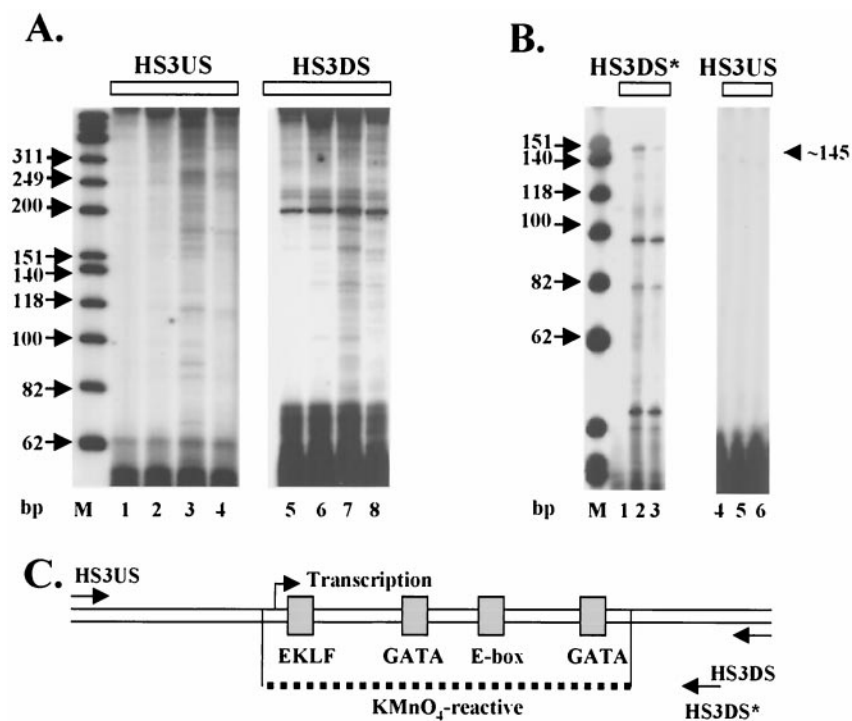 A.
HS3US HS3DS
311
249
200
151
140
118
100
82
62
bp M 1 2 3 4 5 6 7 8
B.
HS3DS* HS3US
151
140
118
100
82
62
~145
bp M 1 2 3 4 5 6
C.
HS3US
Transcription
EKLF GATA E-box GATA
HS3DS
KMnO4-reactive
HS3DS*